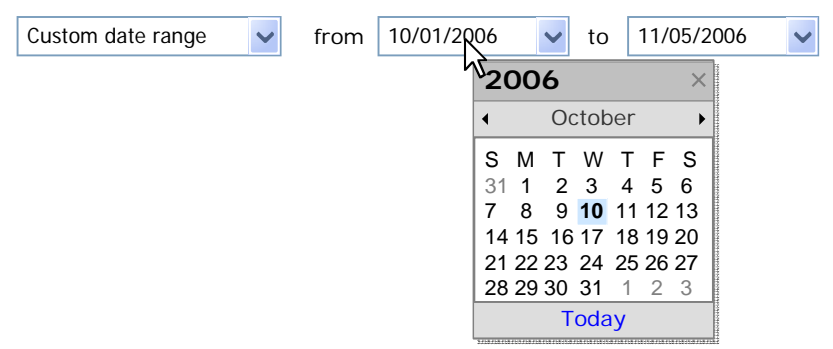 Custom date range from 10/01/2006 to 11/05/2006
2006 ×
October
S M T W T F S
31 1 2 3 4 5 6
7 8 9 10 11 12 13
14 15 16 17 18 19 20
21 22 23 24 25 26 27
28 29 30 31 1 2 3
Today